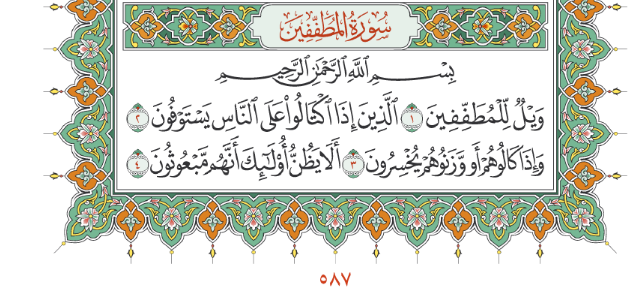 سُورَةُ الْمُطَفِّفِينَ
بِسْمِ ٱللَّهِ ٱلرَّحْمَٰنِ ٱلرَّحِيمِ
وَيْلٌ لِّلْمُطَفِّفِينَ ١ ٱلَّذِينَ إِذَا ٱكْتَالُوا۟ عَلَى ٱلنَّاسِ يَسْتَوْفُونَ ٢
وَإِذَا كَالُوهُمْ أَو وَّزَنُوهُمْ يُخْسِرُونَ ٣ أَلَا يَظُنُّ أُو۟لَٰٓئِكَ أَنَّهُم مَّبْعُوثُونَ ٤
٥٨٧